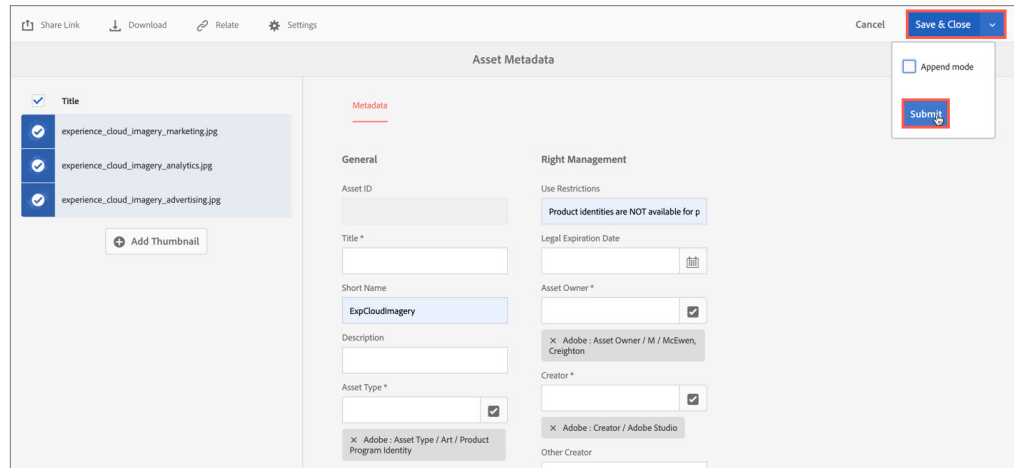 Share Link
Download
Relate
Settings
Cancel
Save & Close
Asset Metadata
Append mode
Submit
Title
experience_cloud_imagery_marketing.jpg
experience_cloud_imagery_analytics.jpg
experience_cloud_imagery_advertising.jpg
Add Thumbnail
Metadata
General
Asset ID
Title *
Short Name
ExpCloudImagery
Description
Asset Type *
× Adobe : Asset Type / Art / Product
Program Identity
Right Management
Use Restrictions
Product identities are NOT available for p
Legal Expiration Date
Asset Owner *
× Adobe : Asset Owner / M / McEwen,
Creighton
Creator *
× Adobe : Creator / Adobe Studio
Other Creator